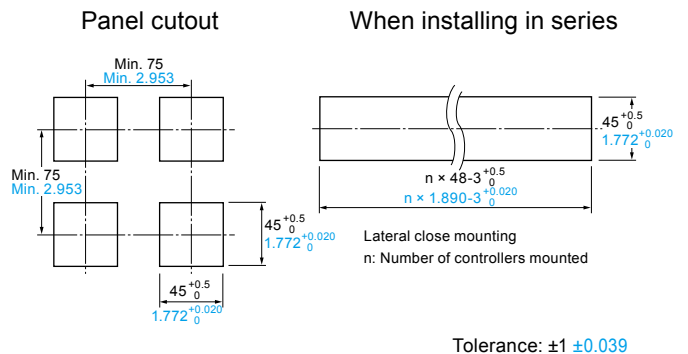 Panel cutout
Min. 75
Min. 2.953
Min. 75
Min. 2.953
45 +0.5 0
1.772 +0.020 0
45 +0.5 0
1.772 +0.020 0
When installing in series
45 +0.5 0
1.772 +0.020 0
n × 48-3 +0.5 0
n × 1.890-3 +0.020 0
Lateral close mounting
n: Number of controllers mounted
Tolerance: ±1 ±0.039